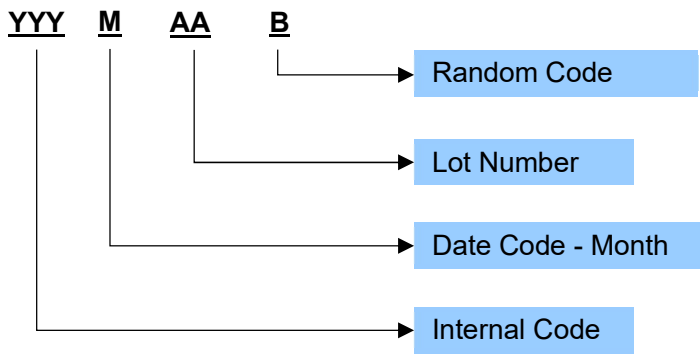 YYY M AA B
Random Code
Lot Number
Date Code - Month
Internal Code